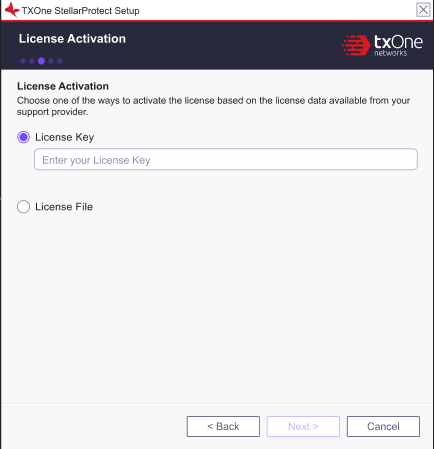 TXOne StellarProtect Setup
License Activation
txOne
networks
License Activation
Choose one of the ways to activate the license based on the license data available from your
support provider.
License Key
Enter your License Key
License File
< Back
Next >
Cancel